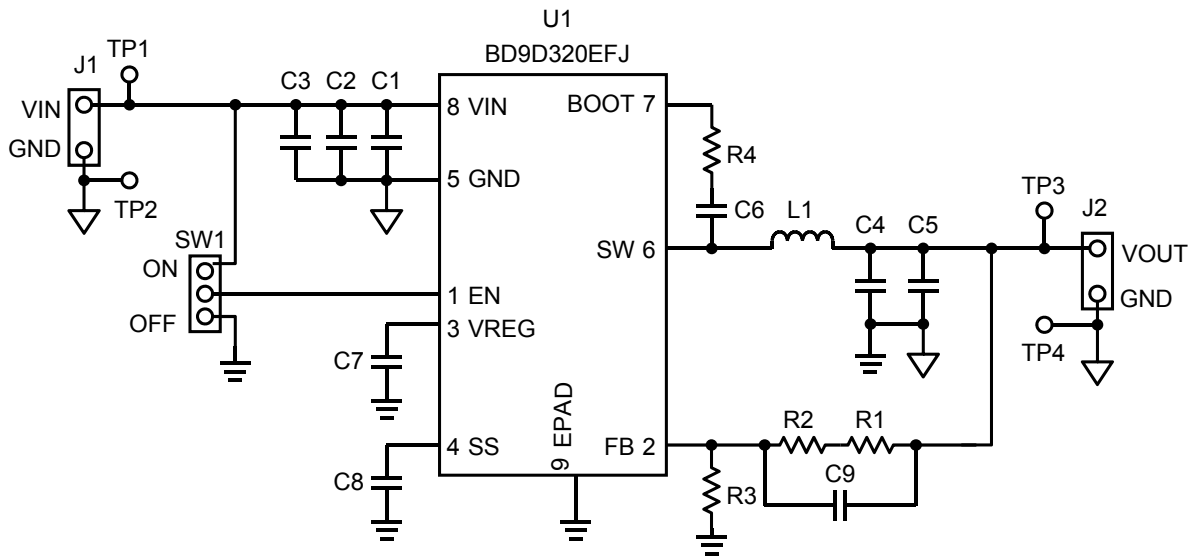 U1
BD9D320EFJ
J1
TP1
VIN
GND
TP2
C3
C2
C1
8 VIN
BOOT 7
5 GND
R4
C6
L1
C4
C5
TP3
J2
SW1
ON
OFF
SW 6
VOUT
GND
TP4
1 EN
3 VREG
C7
4 SS
C8
9 EPAD
FB 2
R2
R1
C9
R3